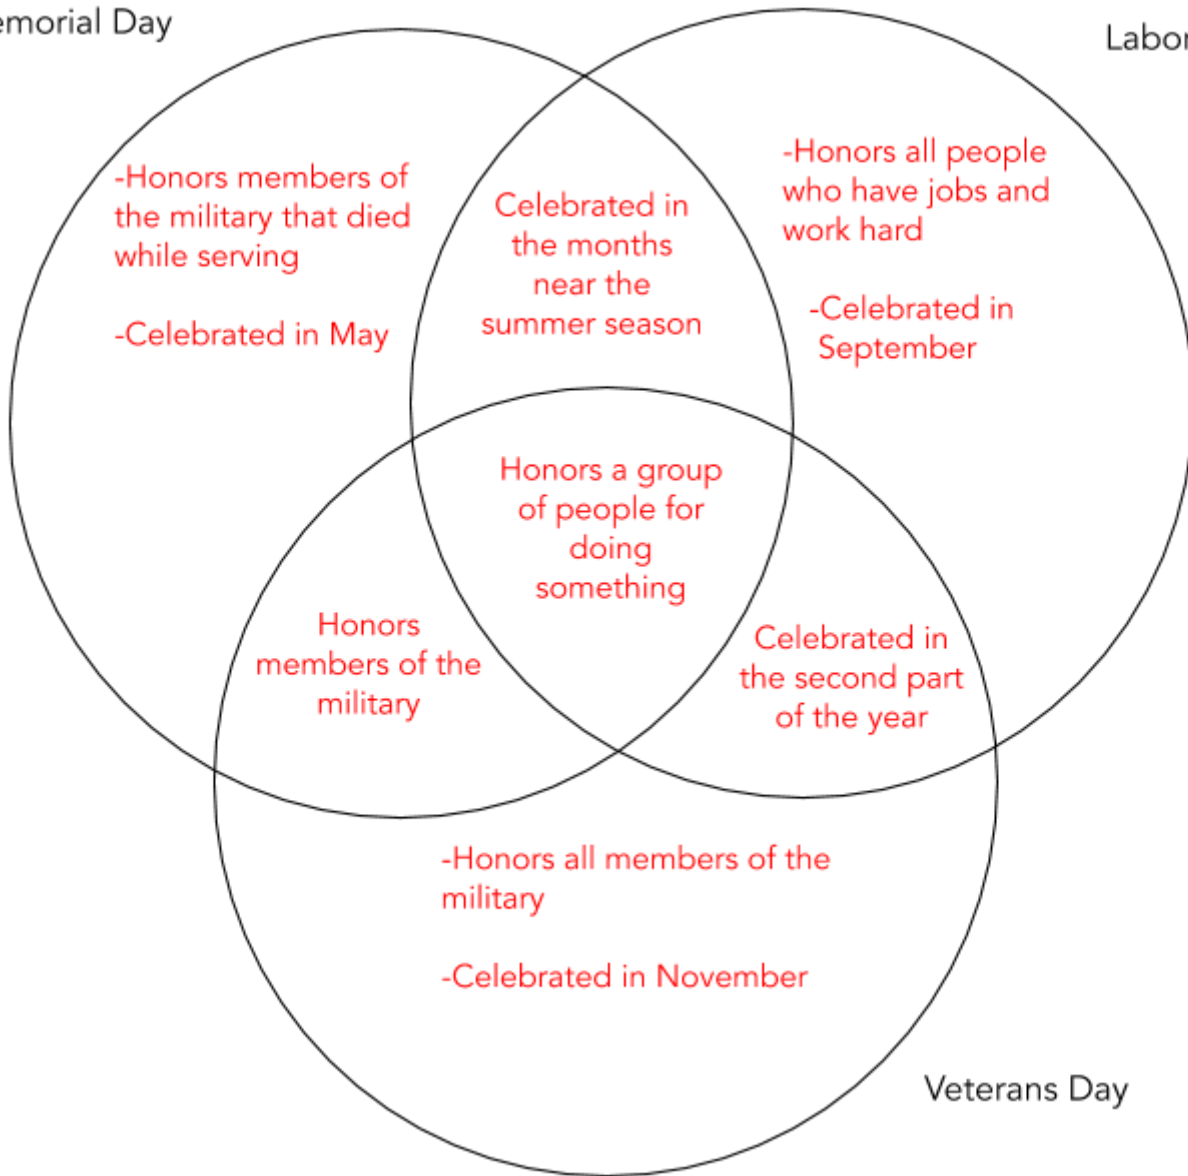 emorial Day
Labor
-Honors members of
the military that died
while serving
-Celebrated in May
Celebrated in
the months
near the
summer season
-Honors all people
who have jobs and
work hard
-Celebrated in
September
Honors a group
of people for
doing
something
Honors
members of the
military
Celebrated in
the second part
of the year
-Honors all members of the
military
-Celebrated in November
Veterans Day